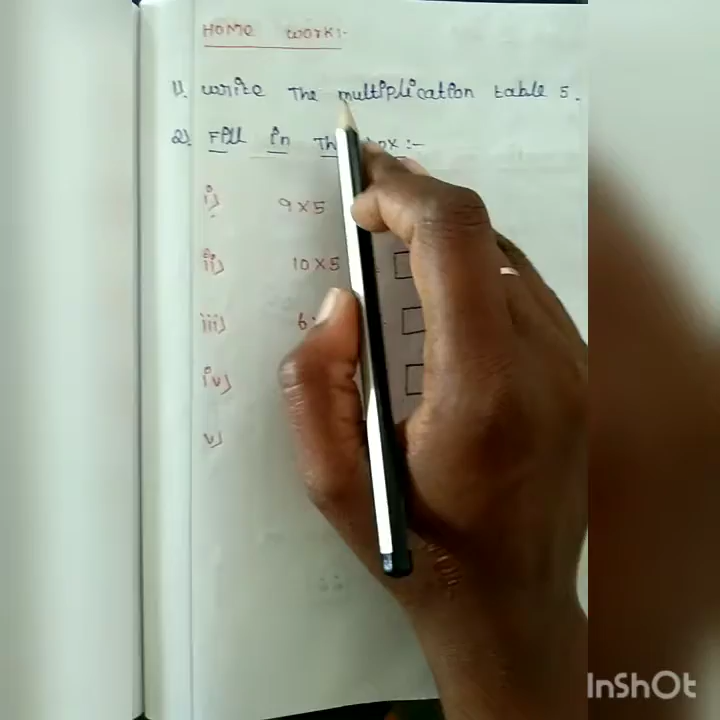 HOME WORK:-
1). write The multiplication table 5.
2). Fill in The box :-
i) 9 x 5
ii) 10 x 5
iii) 6
iv)
v)
InShOt